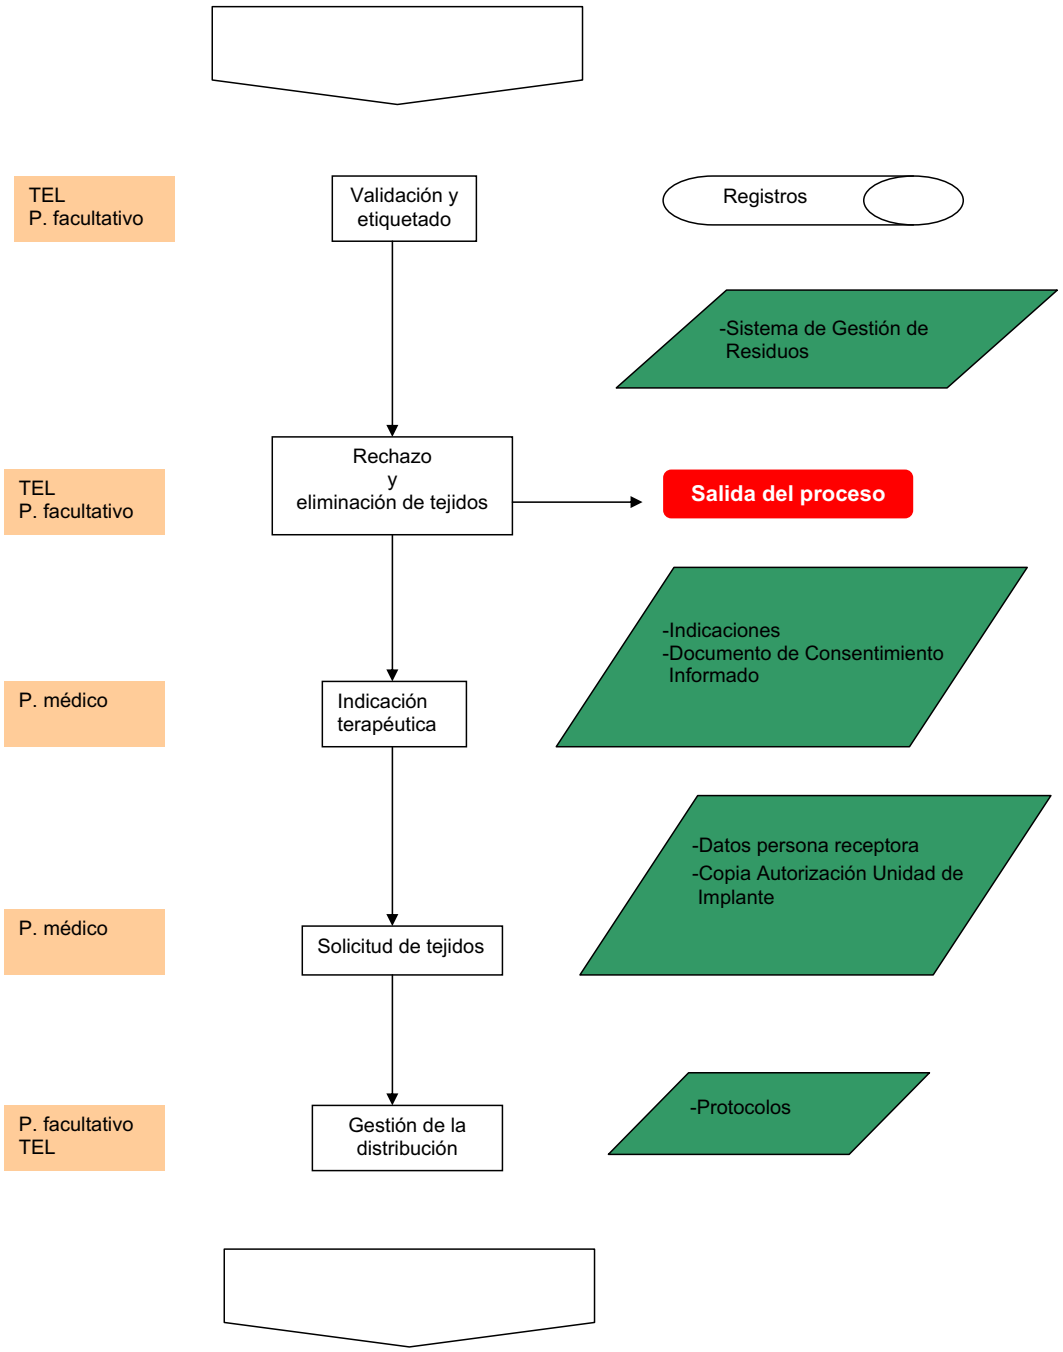 TEL
P. facultativo
Validación y
etiquetado
Registros
-Sistema de Gestión de
Residuos
TEL
P. facultativo
Rechazo
y
eliminación de tejidos
Salida del proceso
-Indicaciones
-Documento de Consentimiento
Informado
P. médico
Indicación
terapéutica
-Datos persona receptora
-Copia Autorización Unidad de
Implante
P. médico
Solicitud de tejidos
P. facultativo
TEL
Gestión de la
distribución
-Protocolos